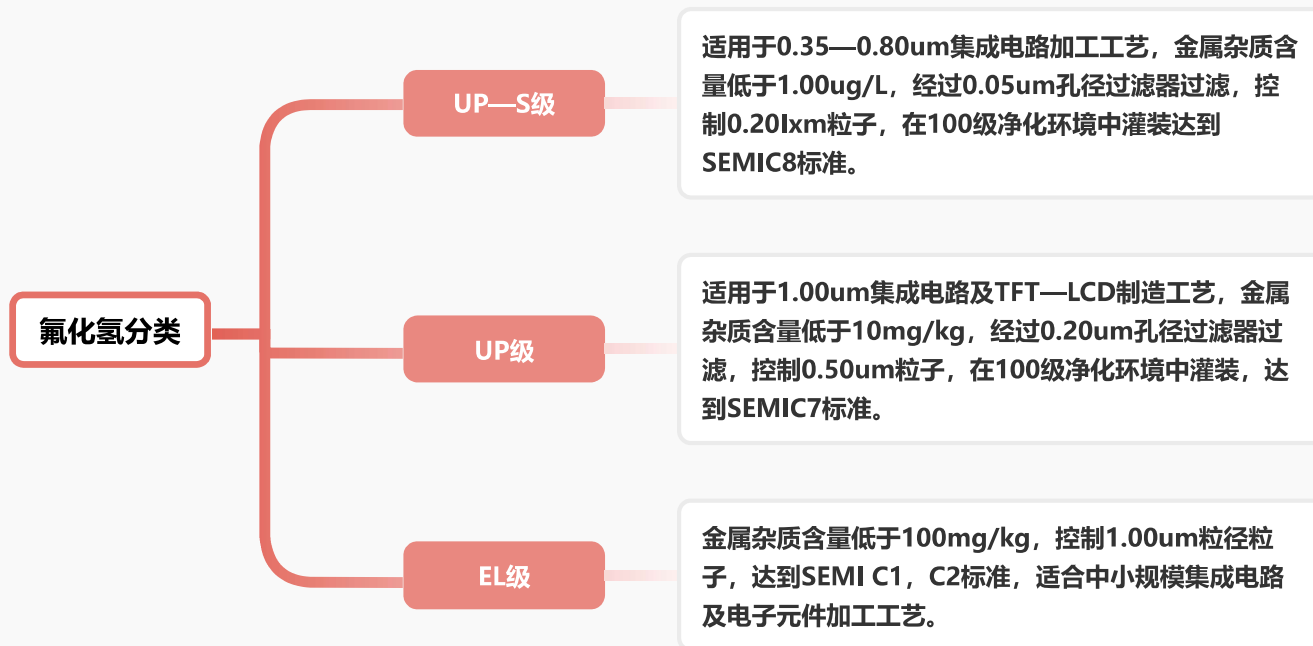 氟化氢分类
UP—S级
适用于0.35—0.80um集成电路加工工艺，金属杂质含
量低于1.00ug/L，经过0.05um孔径过滤器过滤，控
制0.20lxm粒子，在100级净化环境中灌装达到
SEMIC8标准。
UP级
适用于1.00um集成电路及TFT—LCD制造工艺，金属
杂质含量低于10mg/kg，经过0.20um孔径过滤器过
滤，控制0.50um粒子，在100级净化环境中灌装，达
到SEMIC7标准。
EL级
金属杂质含量低于100mg/kg，控制1.00um粒径粒
子，达到SEMI C1，C2标准，适合中小规模集成电路
及电子元件加工工艺。